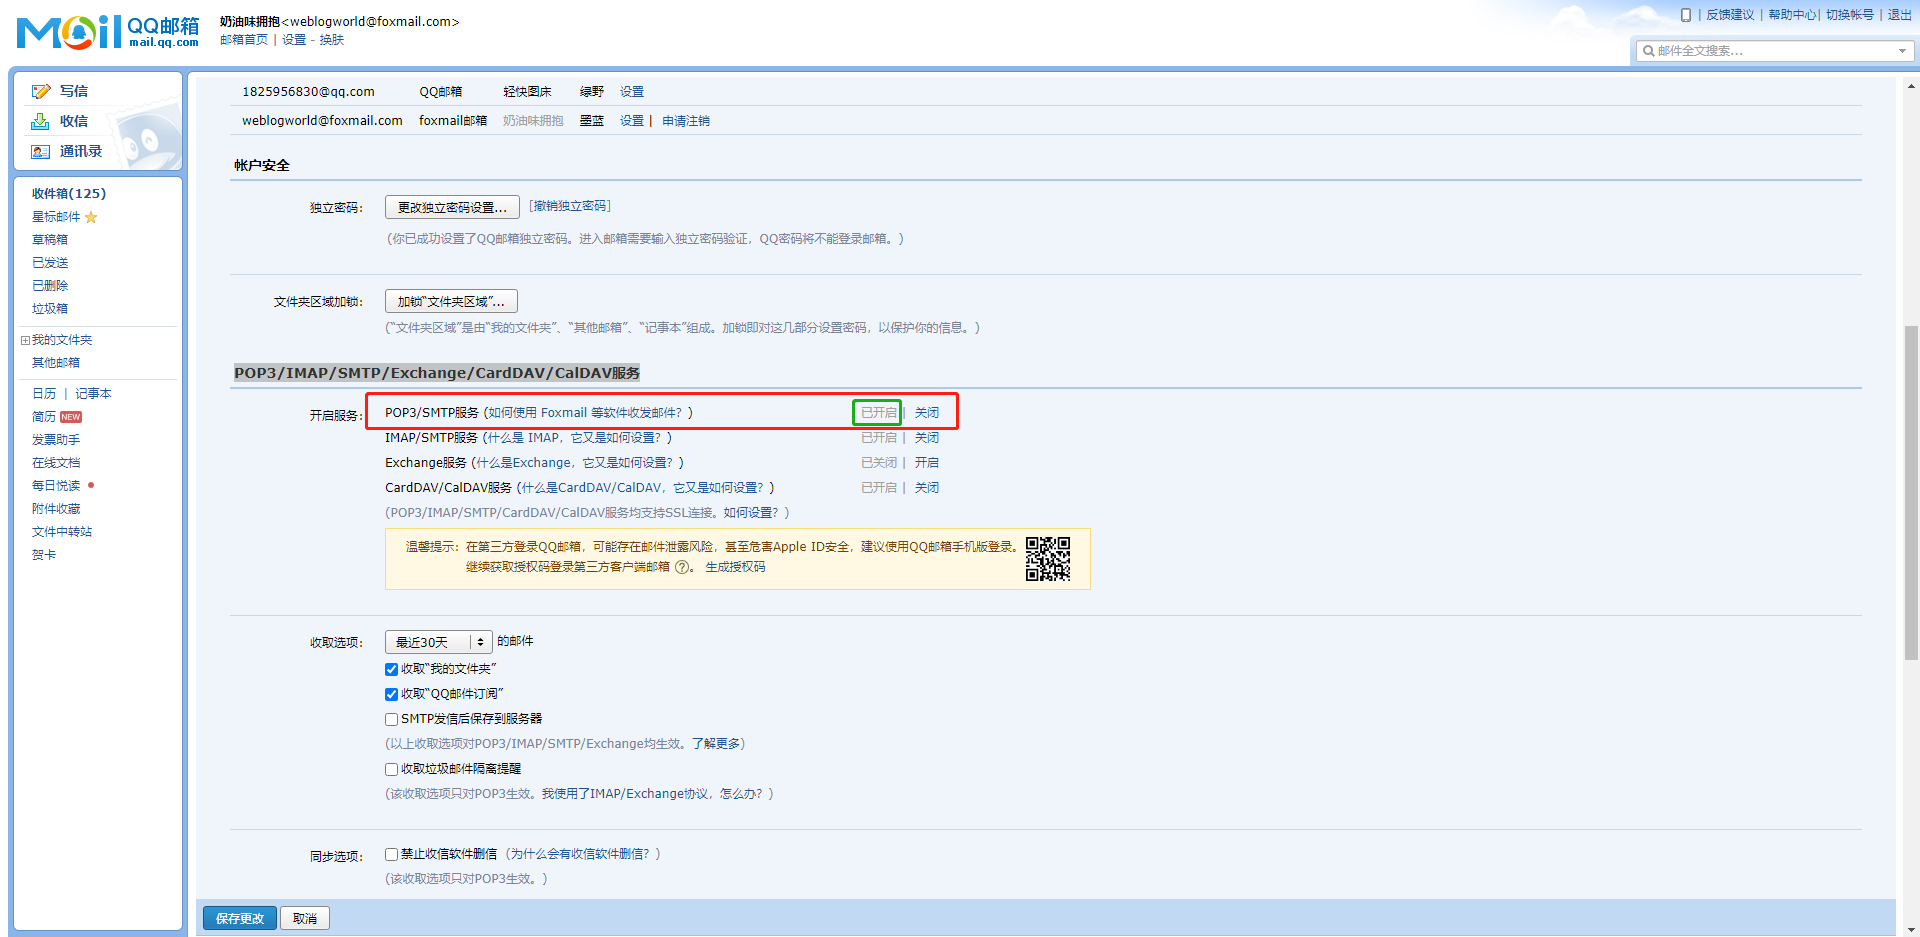 Mail QQ邮箱 mail.qq.com
奶油味拥抱<weblogworld@foxmail.com>
邮箱首页 | 设置 - 换肤
| 反馈建议 | 帮助中心 | 切换帐号 | 退出
邮件全文搜索...
写信
收信
通讯录
收件箱(125)
星标邮件
草稿箱
已发送
已删除
垃圾箱
我的文件夹
其他邮箱
日历 | 记事本
简历 NEW
发票助手
在线文档
每日悦读
附件收藏
文件中转站
贺卡
1825956830@qq.com QQ邮箱 轻快图床 绿野 设置
weblogworld@foxmail.com foxmail邮箱 奶油味拥抱 墨蓝 设置 | 申请注销
帐户安全
独立密码： 更改独立密码设置... [撤销独立密码]
(你已成功设置了QQ邮箱独立密码。进入邮箱需要输入独立密码验证，QQ密码将不能登录邮箱。)
文件夹区域加锁： 加锁“文件夹区域”...
(“文件夹区域”是由“我的文件夹”、“其他邮箱”、“记事本”组成。加锁即对这几部分设置密码，以保护你的信息。)
POP3/IMAP/SMTP/Exchange/CardDAV/CalDAV服务
开启服务： POP3/SMTP服务 (如何使用 Foxmail 等软件收发邮件？) 已开启 | 关闭
IMAP/SMTP服务 (什么是 IMAP，它又是如何设置？) 已开启 | 关闭
Exchange服务 (什么是Exchange，它又是如何设置？) 已关闭 | 开启
CardDAV/CalDAV服务 (什么是CardDAV/CalDAV，它又是如何设置？) 已开启 | 关闭
(POP3/IMAP/SMTP/CardDAV/CalDAV服务均支持SSL连接。如何设置？)
温馨提示：在第三方登录QQ邮箱，可能存在邮件泄露风险，甚至危害Apple ID安全，建议使用QQ邮箱手机版登录。
继续获取授权码登录第三方客户端邮箱 ?。 生成授权码
收取选项： 最近30天 的邮件
收取“我的文件夹”
收取“QQ邮件订阅”
SMTP发信后保存到服务器
(以上收取选项对POP3/IMAP/SMTP/Exchange均生效。了解更多)
收取垃圾邮件隔离提醒
(该收取选项只对POP3生效。我使用了IMAP/Exchange协议，怎么办？)
同步选项： 禁止收信软件删信 (为什么会有收信软件删信？)
(该收取选项只对POP3生效。)
保存更改 取消